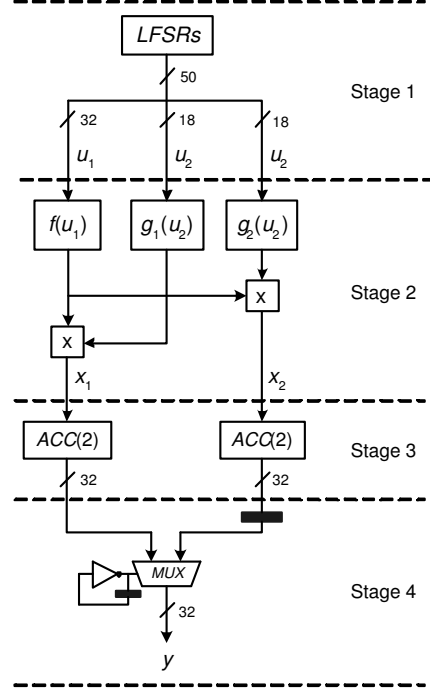 LFSRs
50
Stage 1
32
18
18
u1
u2
u2
f(u1)
g1(u2)
g2(u2)
x
Stage 2
x
x1
x2
ACC(2)
ACC(2)
Stage 3
32
32
MUX
Stage 4
32
y